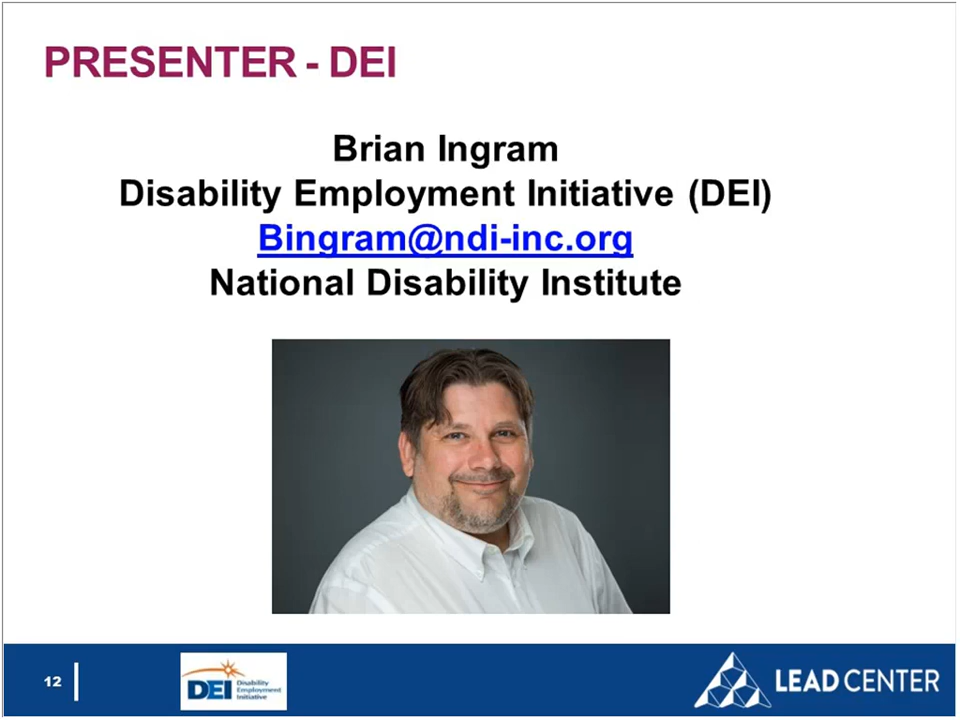 PRESENTER - DEI
Brian Ingram
Disability Employment Initiative (DEI)
Bingram@ndi-inc.org
National Disability Institute
12
DEI
Disability
Employment
Initiative
LEAD CENTER